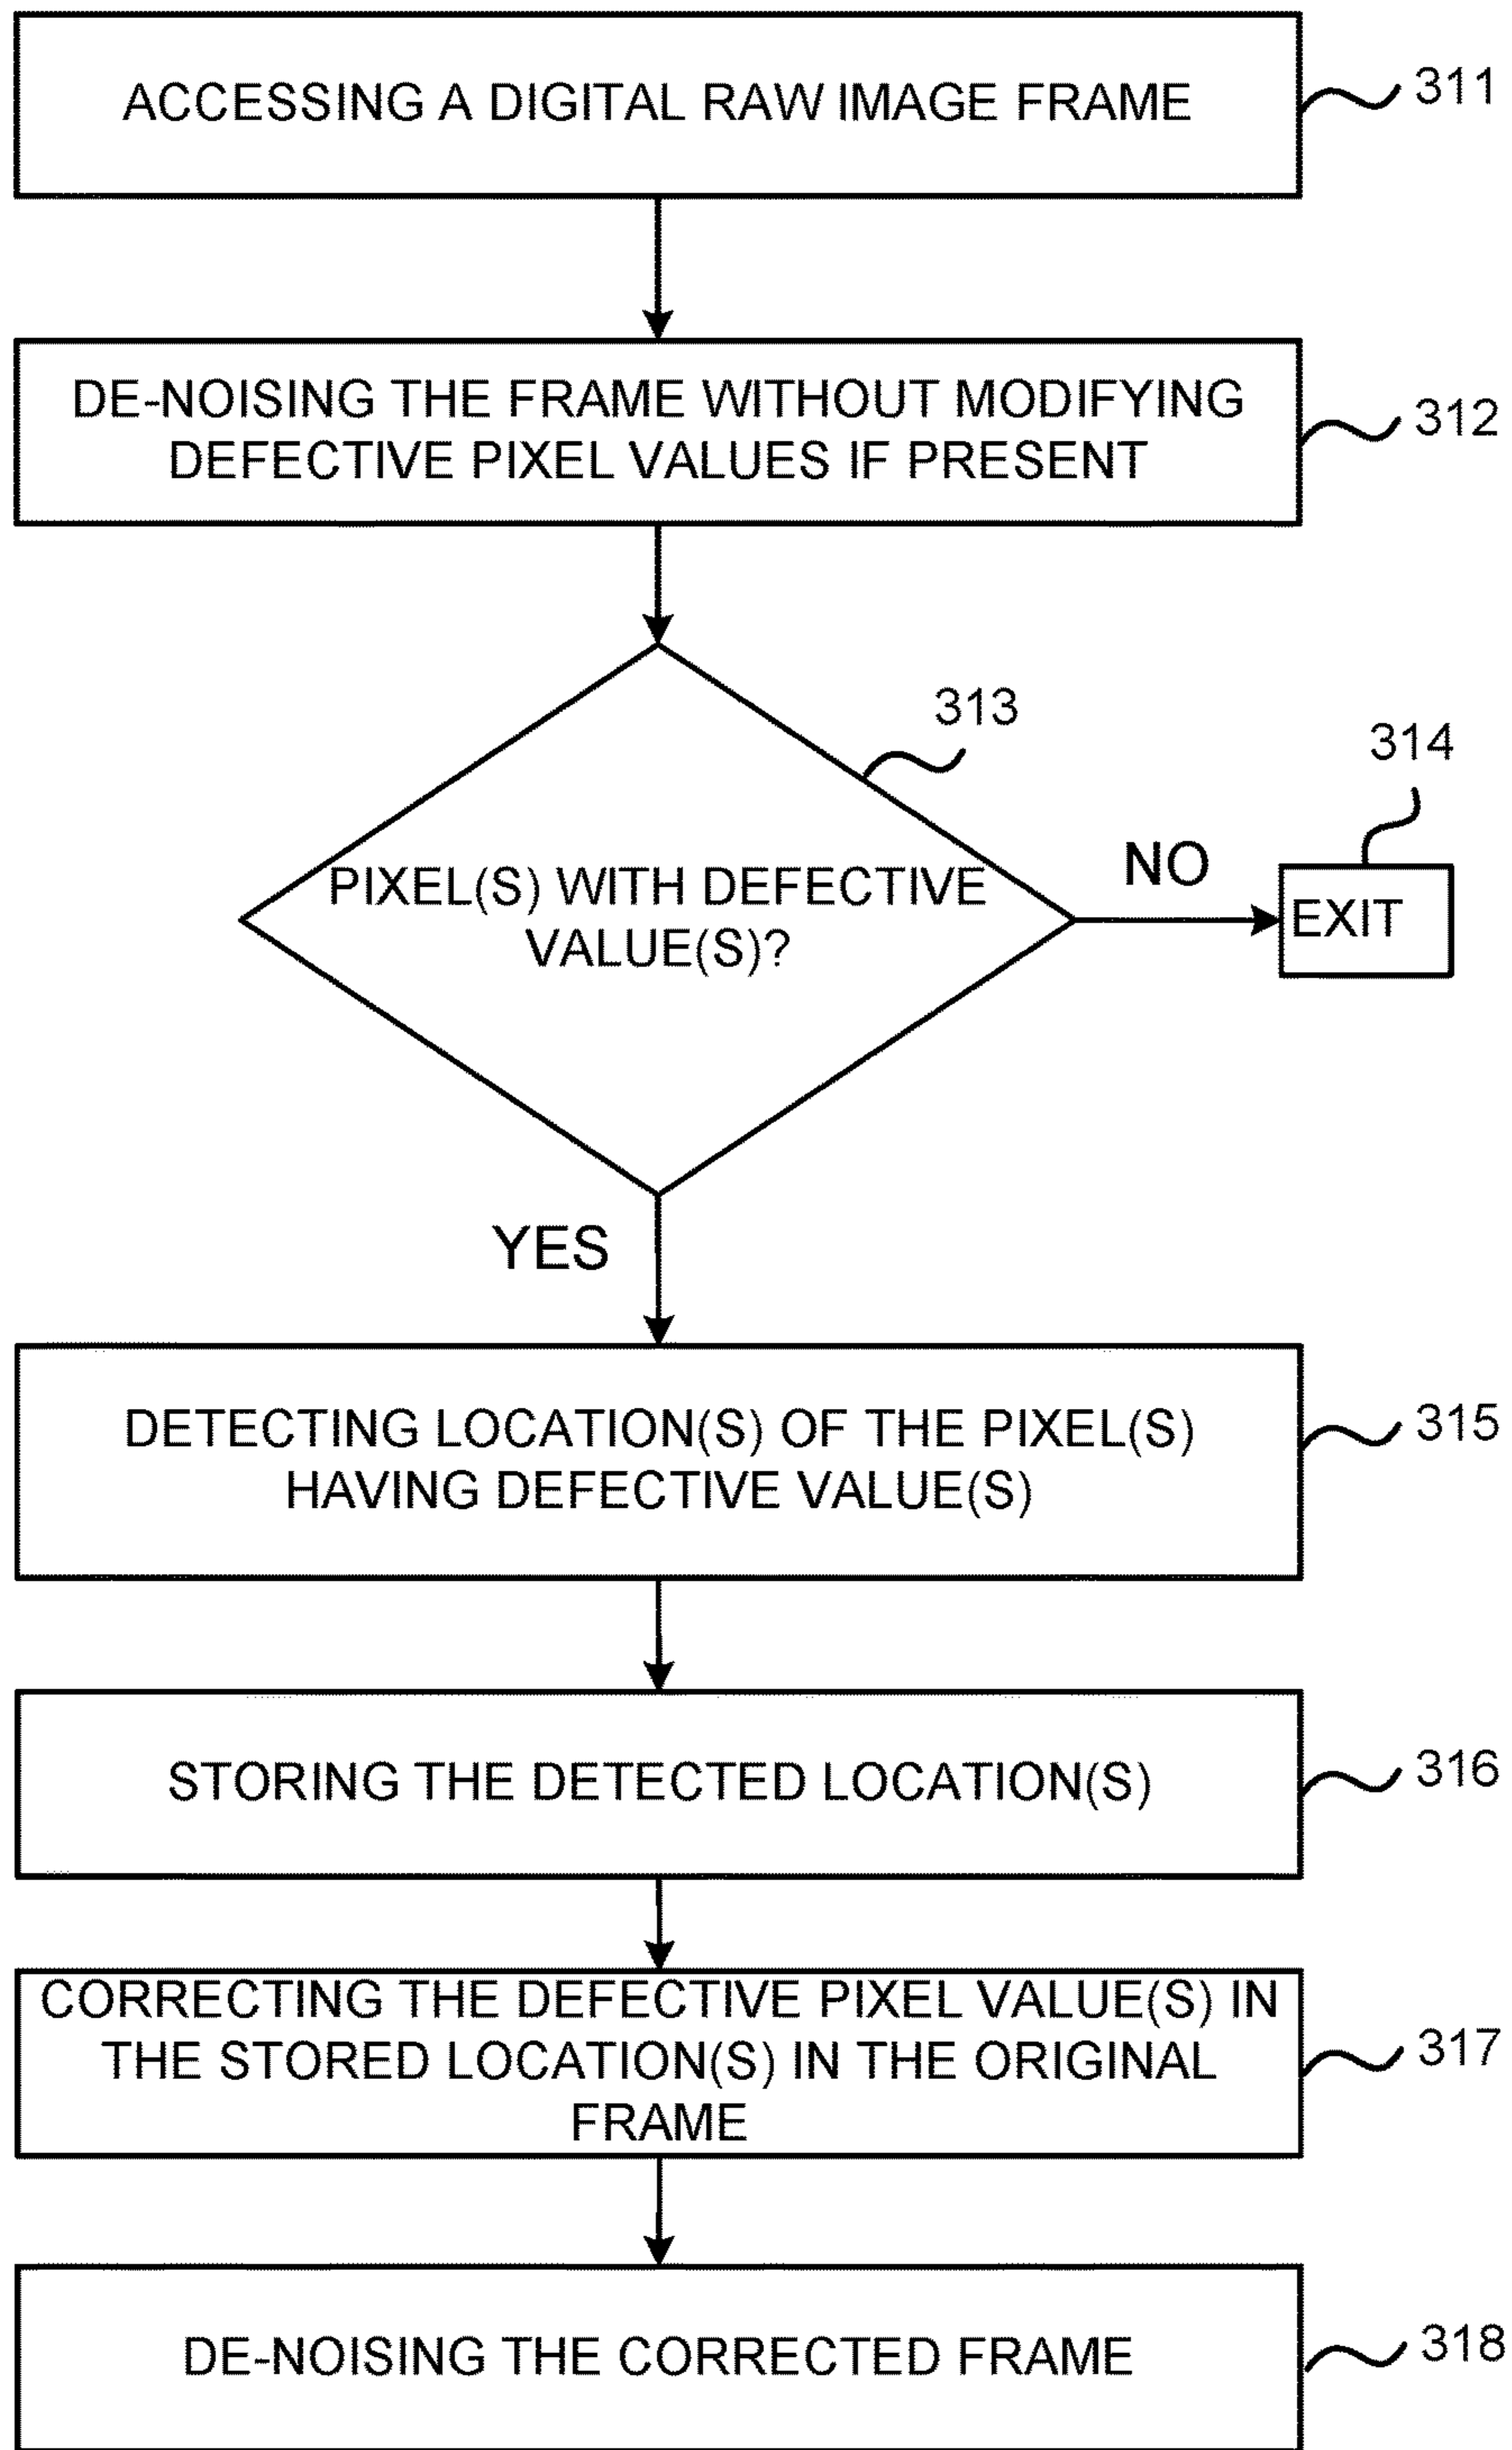 ACCESSING A DIGITAL RAW IMAGE FRAME
311
DE-NOISING THE FRAME WITHOUT MODIFYING
DEFECTIVE PIXEL VALUES IF PRESENT
312
313
314
PIXEL(S) WITH DEFECTIVE
VALUE(S)?
NO
EXIT
YES
DETECTING LOCATION(S) OF THE PIXEL(S)
HAVING DEFECTIVE VALUE(S)
315
STORING THE DETECTED LOCATION(S)
316
CORRECTING THE DEFECTIVE PIXEL VALUE(S) IN
THE STORED LOCATION(S) IN THE ORIGINAL
FRAME
317
DE-NOISING THE CORRECTED FRAME
318